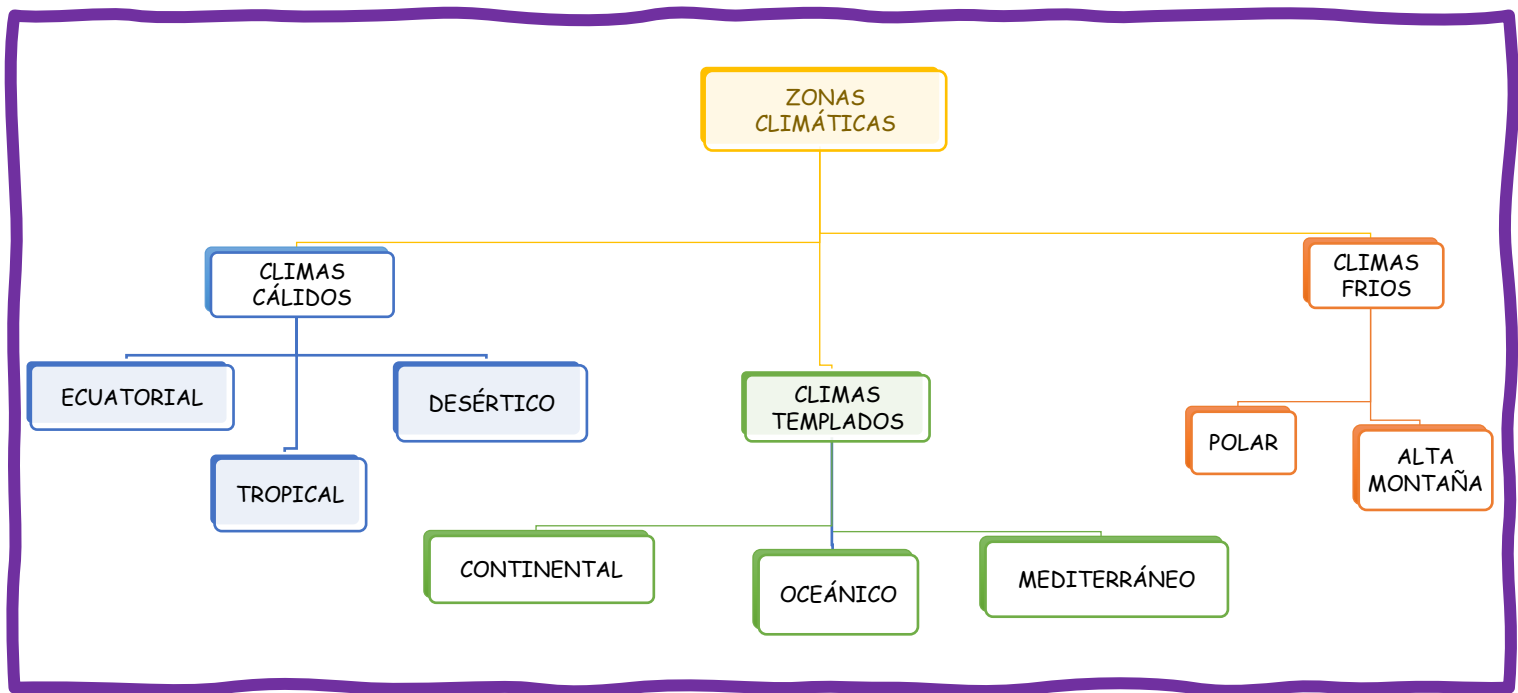 ZONAS
CLIMÁTICAS
CLIMAS
CÁLIDOS
ECUATORIAL
TROPICAL
DESÉRTICO
CLIMAS
TEMPLADOS
CONTINENTAL
OCEÁNICO
MEDITERRÁNEO
CLIMAS
FRIOS
POLAR
ALTA
MONTAÑA